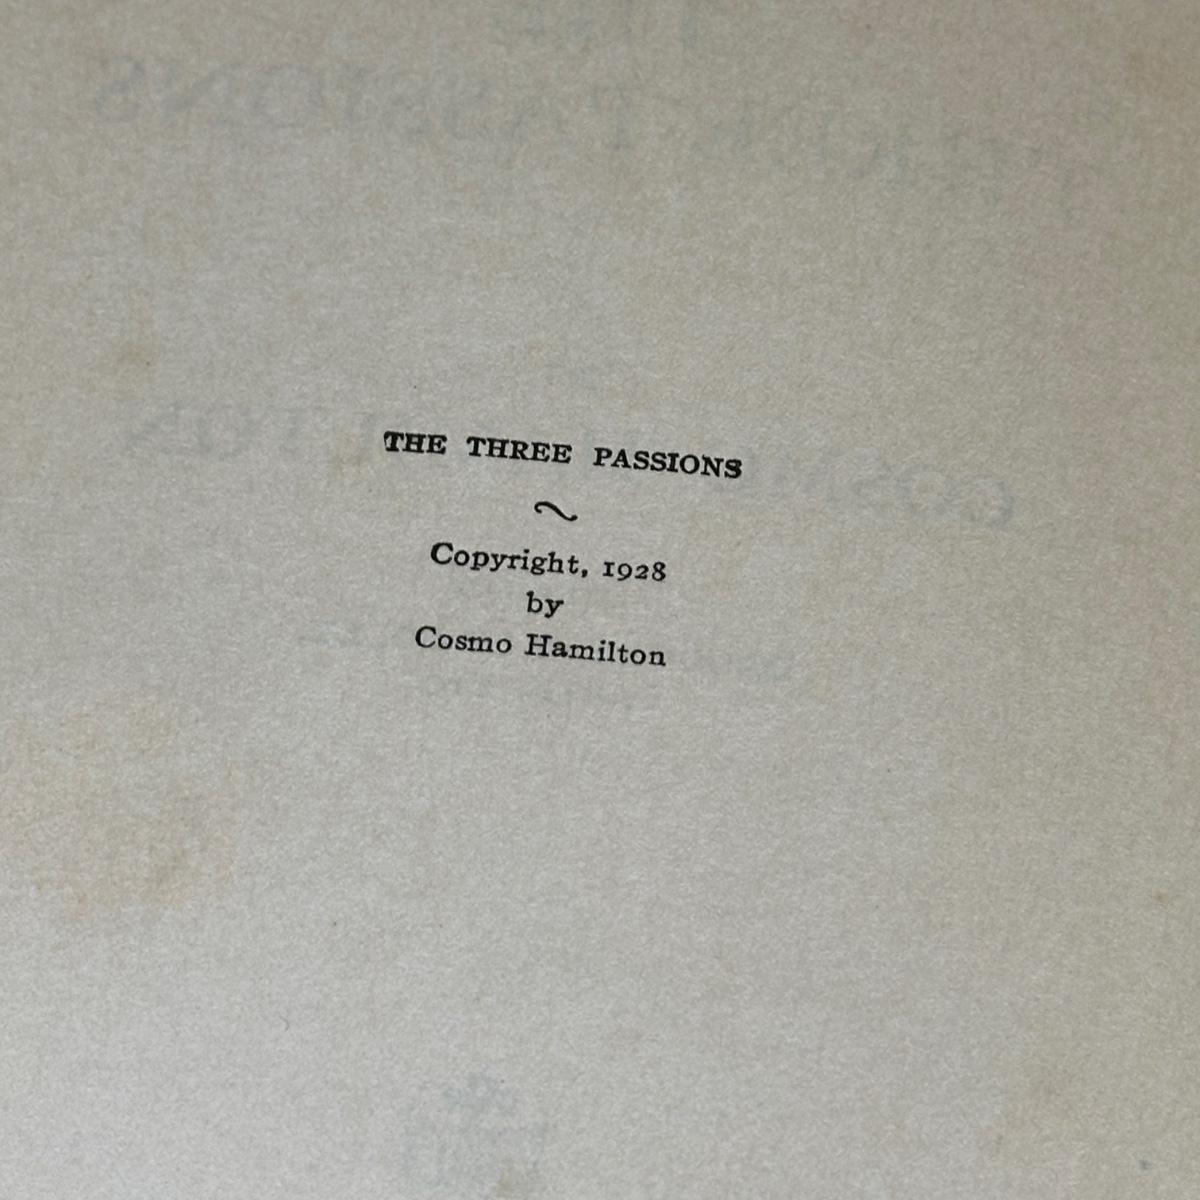 THE THREE PASSIONS
Copyright, 1928
by
Cosmo Hamilton